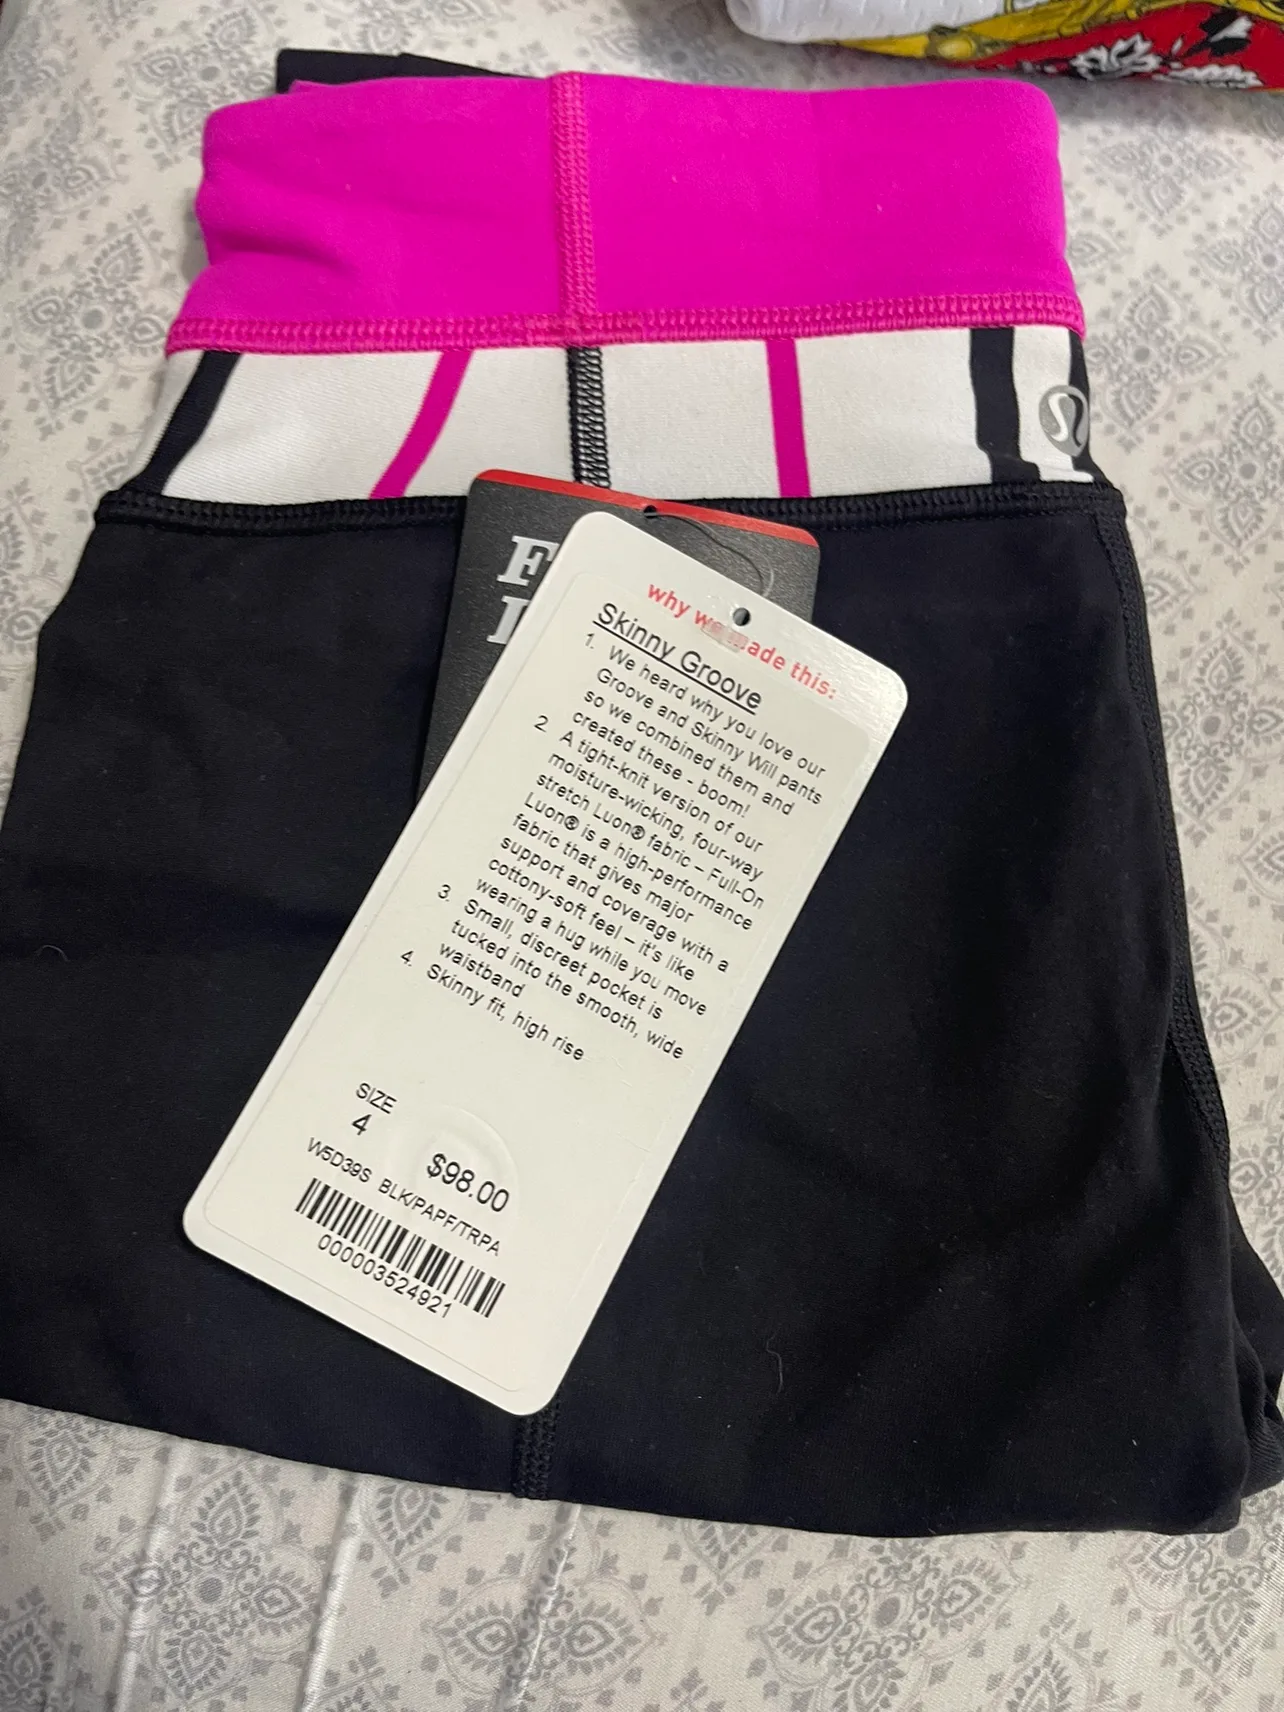 why we made this:
Skinny Groove
1. We heard why you love our
Groove and Skinny Will pants
so we combined them and
created these - boom!
2 A tight-knit version of our
moisture-wicking, four-way
stretch Luon® fabric – Full-On
Luon® is a high-performance
fabric that gives major
support and coverage with a
cottony-soft feel – it's like
wearing a hug while you move
3. Small, discreet pocket is
tucked into the smooth, wide
waistband
4. Skinny fit, high rise
SIZE
4
$98.00
W5D39S BLK/PAPF/TRPA
000003524921